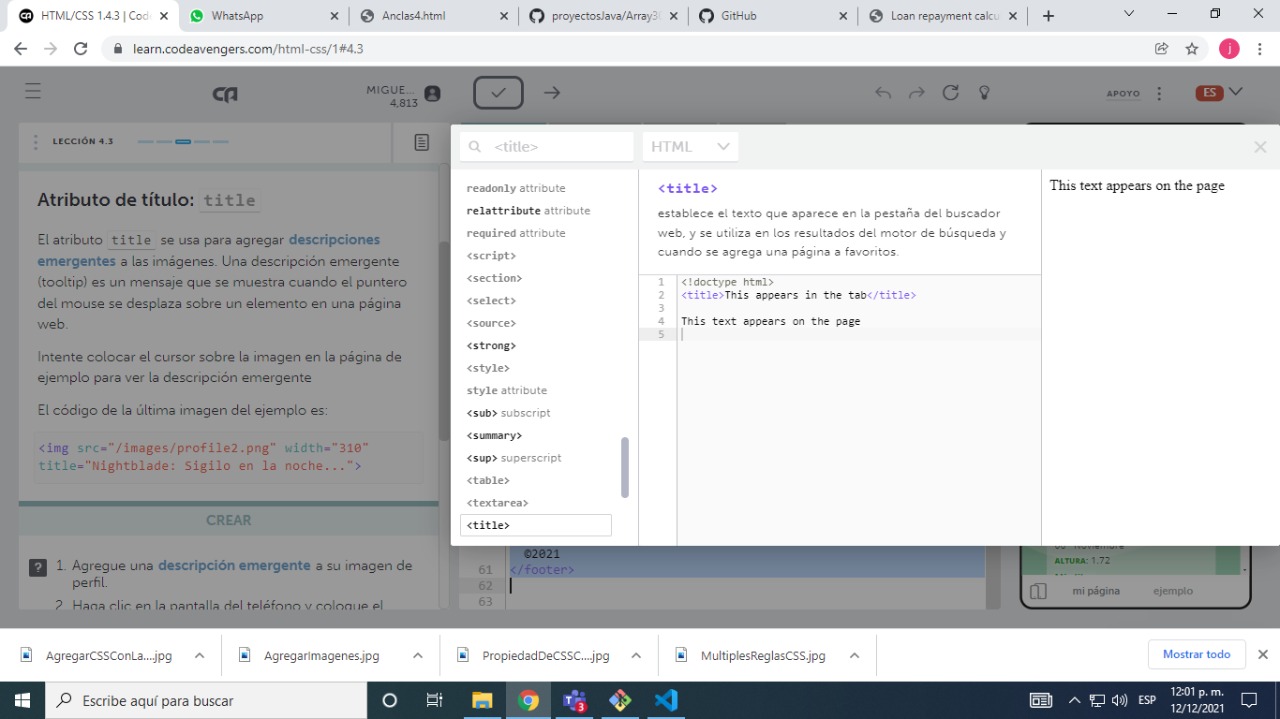 HTML/CSS 1.4.3 | Cod
WhatsApp
Anclas4.html
proyectosJava/Array30
GitHub
Loan repayment calcu
learn.codeavengers.com/html-css/1#4.3
j
MIGUE...
4,813
APOYO
ES
LECCIÓN 4.3
Atributo de título: title
El atributo title se usa para agregar descripciones
emergentes a las imágenes. Una descripción emergente
(tooltip) es un mensaje que se muestra cuando el puntero
del mouse se desplaza sobre un elemento en una página
web.
Intente colocar el cursor sobre la imagen en la página de
ejemplo para ver la descripción emergente
El código de la última imagen del ejemplo es:
<img src="/images/profile2.png" width="310"
title="Nightblade: Sigilo en la noche...">
CREAR
? 1. Agregue una descripción emergente a su imagen de
perfil.
2. Haga clic en la pantalla del teléfono y coloque el
<title>
HTML
readonly attribute
relattribute attribute
required attribute
<script>
<section>
<select>
<source>
<strong>
<style>
style attribute
<sub> subscript
<summary>
<sup> superscript
<table>
<textarea>
<title>
<title>
establece el texto que aparece en la pestaña del buscador
web, y se utiliza en los resultados del motor de búsqueda y
cuando se agrega una página a favoritos.
1 <!doctype html>
2 <title>This appears in the tab</title>
3
4 This text appears on the page
5
This text appears on the page
©2021
61 </footer>
62
63
Noviembre
ALTURA: 1.72
mi página
ejemplo
AgregarCSSConLa....jpg
AgregarImagenes.jpg
PropiedadDeCSSC....jpg
MultiplesReglasCSS.jpg
Mostrar todo
Escribe aquí para buscar
3
ESP
12:01 p. m.
12/12/2021